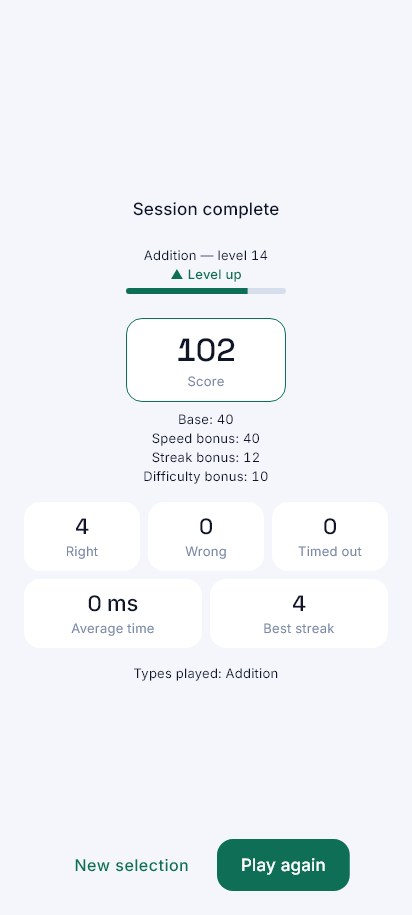 Session complete
Addition — level 14
▲ Level up
102
Score
Base: 40
Speed bonus: 40
Streak bonus: 12
Difficulty bonus: 10
4
Right
0
Wrong
0
Timed out
0 ms
Average time
4
Best streak
Types played: Addition
New selection
Play again